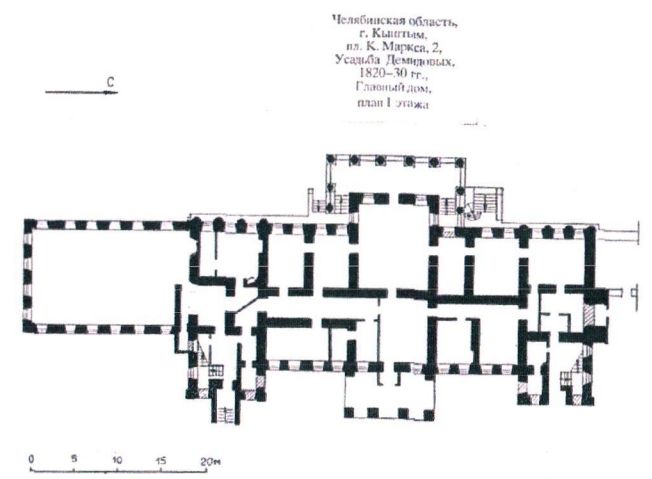 Челябинская область,
г. Кыштым,
пл. К. Маркса, 2,
Усадьба Демидовых,
1820–30 гг.,
Главный дом,
план I этажа
С
0 5 10 15 20м